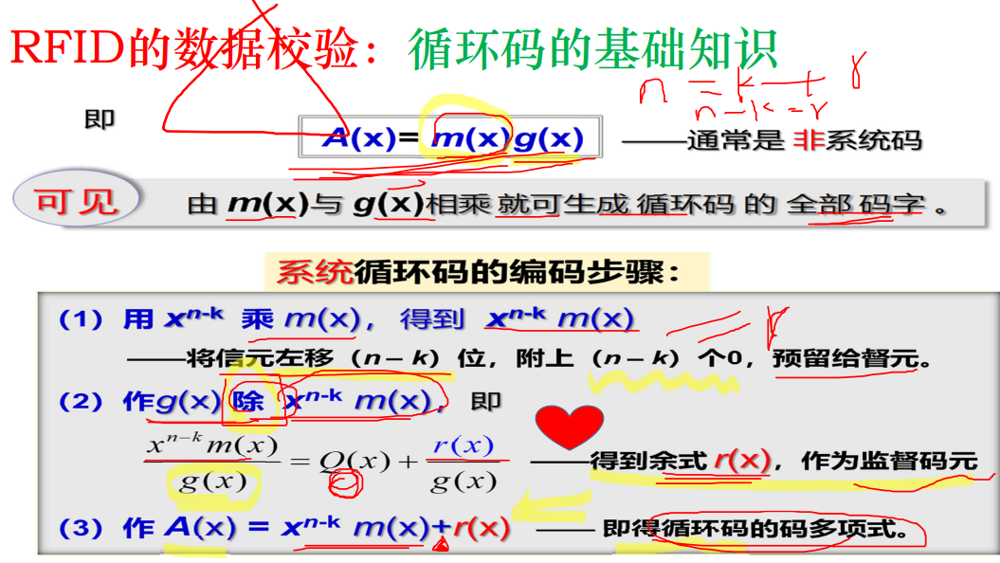 RFID的数据校验：循环码的基础知识
n = k + r
n - k = r
即
A(x)= m(x)g(x) ——通常是 非系统码
可见 由 m(x)与 g(x)相乘 就可生成 循环码 的 全部 码字 。
系统循环码的编码步骤：
（1）用 xⁿ⁻ᵏ 乘 m(x)，得到 xⁿ⁻ᵏ m(x)
——将信元左移（n – k）位，附上（n – k）个0，预留给督元。
r
（2）作g(x) 除 xⁿ⁻ᵏ m(x)，即
xⁿ⁻ᵏ m(x)/g(x) = Q(x) + r(x)/g(x) ——得到余式 r(x)，作为监督码元
（3）作 A(x) = xⁿ⁻ᵏ m(x)+r(x) —— 即得循环码的码多项式。